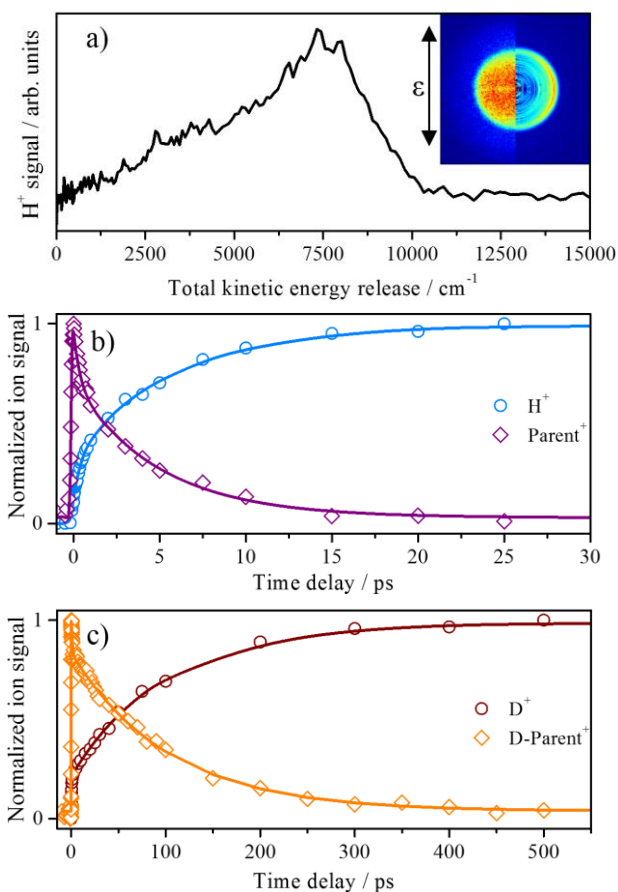 a)
ε
H⁺ signal / arb. units
0 2500 5000 7500 10000 12500 15000
Total kinetic energy release / cm⁻¹
b)
1
0
Normalized ion signal
H⁺
Parent⁺
0 5 10 15 20 25 30
Time delay / ps
c)
1
0
Normalized ion signal
D⁺
D-Parent⁺
0 100 200 300 400 500
Time delay / ps